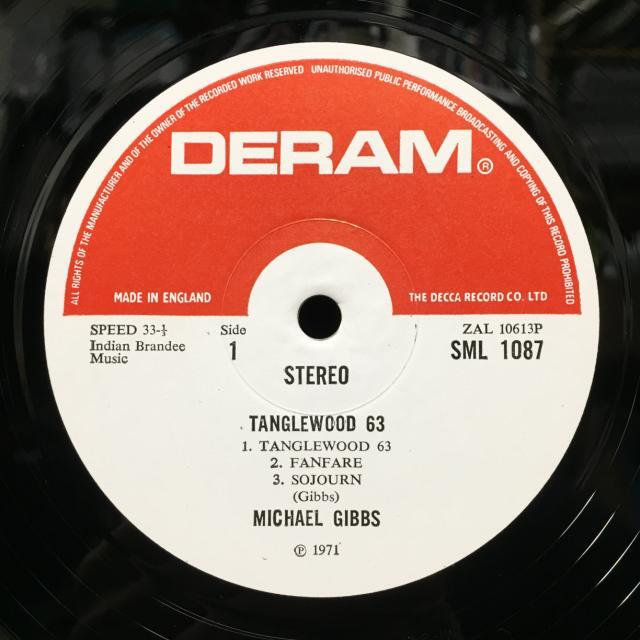 ALL RIGHTS OF THE MANUFACTURER AND OF THE OWNER OF THE RECORDED WORK RESERVED UNAUTHORISED PUBLIC PERFORMANCE BROADCASTING AND COPYING OF THIS RECORD PROHIBITED
DERAM®
MADE IN ENGLAND
THE DECCA RECORD CO. LTD
SPEED 33-⅓
Indian Brandee
Music
Side
1
ZAL 10613P
SML 1087
STEREO
TANGLEWOOD 63
1. TANGLEWOOD 63
2. FANFARE
3. SOJOURN
(Gibbs)
MICHAEL GIBBS
℗ 1971